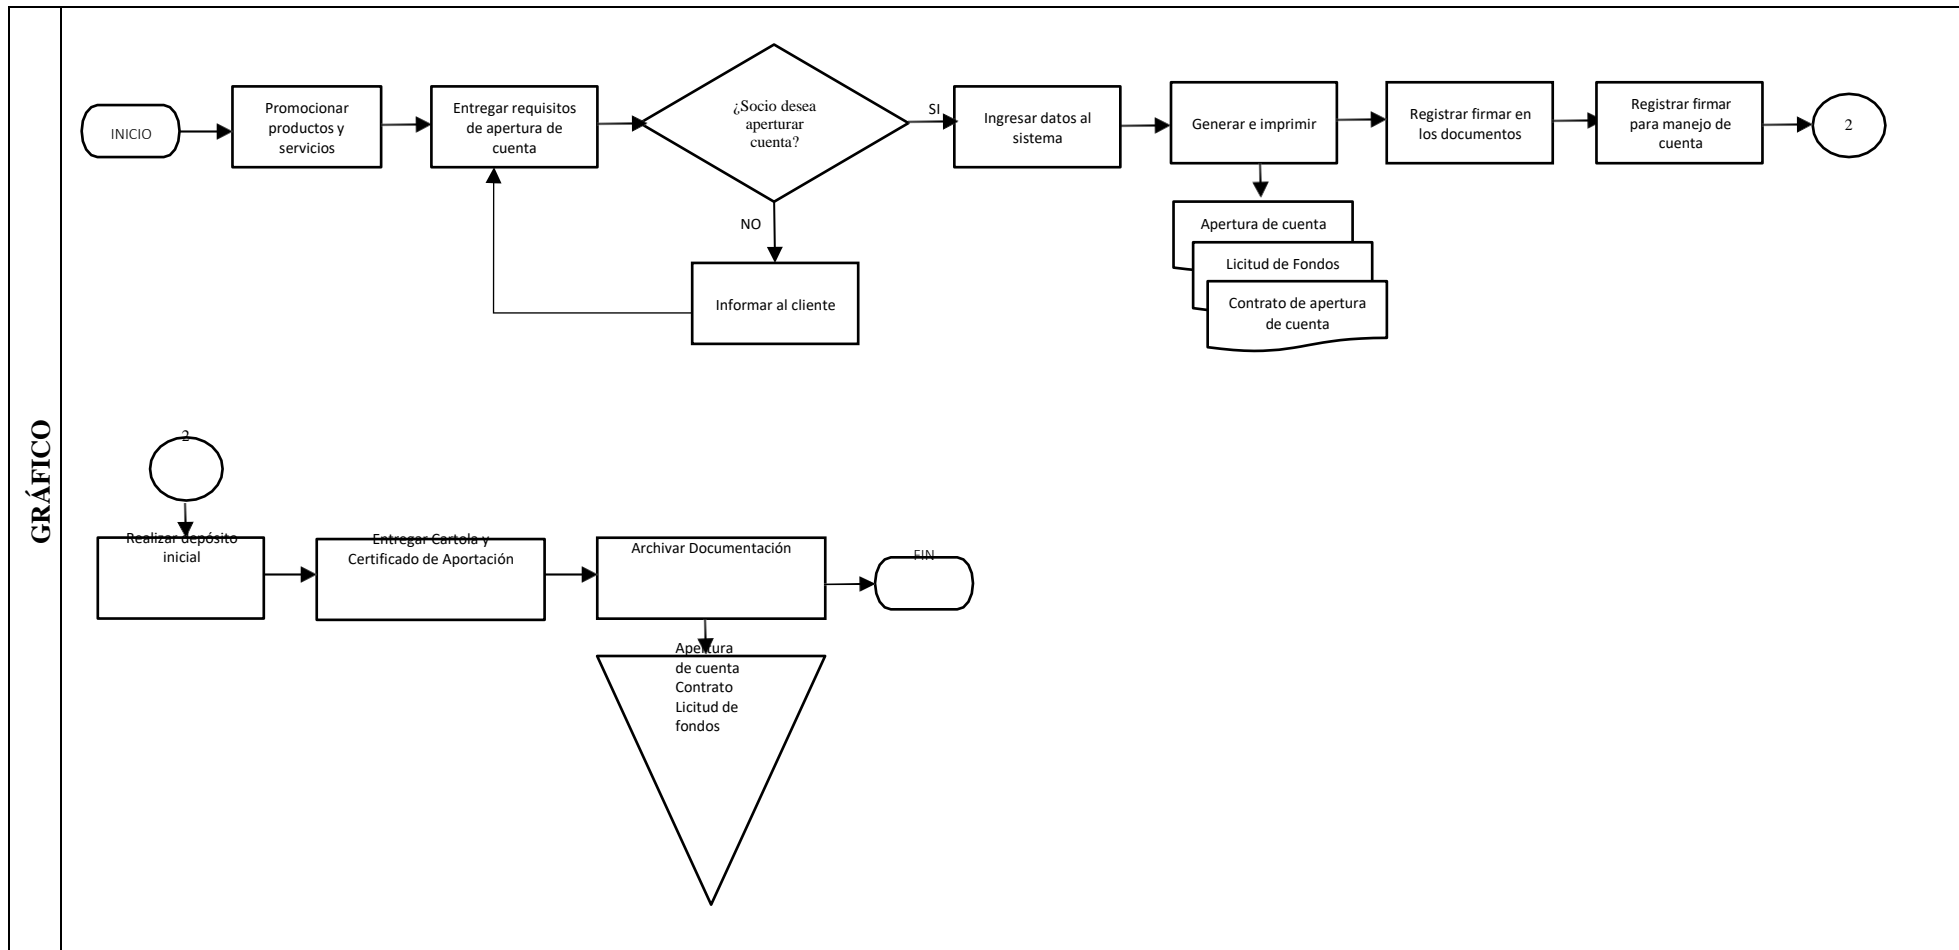 GRÁFICO
INICIO
Promocionar
productos y
servicios
Entregar requisitos
de apertura de
cuenta
¿Socio desea
aperturar
cuenta?
SI
NO
Informar al cliente
Ingresar datos al
sistema
Generar e imprimir
Apertura de cuenta
Licitud de Fondos
Contrato de apertura
de cuenta
Registrar firmar en
los documentos
Registrar firmar
para manejo de
cuenta
2
2
Realizar depósito
inicial
Entregar Cartola y
Certificado de Aportación
Archivar Documentación
FIN
Apertura
de cuenta
Contrato
Licitud de
fondos